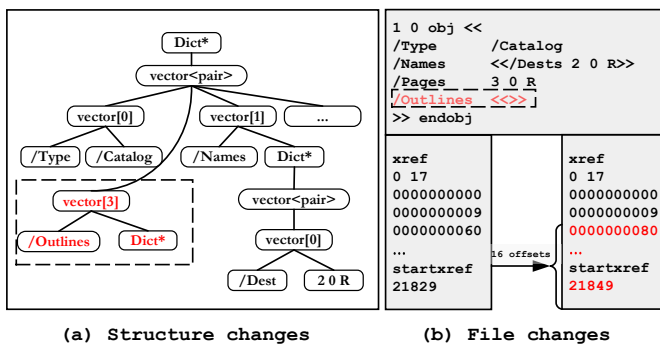 Dict*
vector<pair>
vector[0]
vector[1]
...
/Type
/Catalog
/Names
Dict*
vector[3]
vector<pair>
/Outlines
Dict*
vector[0]
/Dest
2 0 R
(a) Structure changes
1 0 obj <<
/Type /Catalog
/Names <</Dests 2 0 R>>
/Pages 3 0 R
/Outlines <<>>
>> endobj
xref
0 17
0000000000
0000000009
0000000060
...
startxref
21829
16 offsets
xref
0 17
0000000000
0000000009
0000000080
...
startxref
21849
(b) File changes